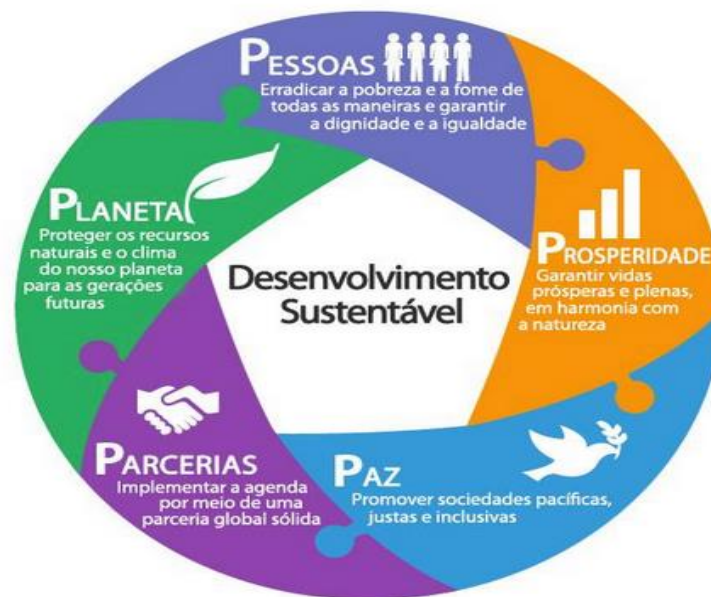 PESSOAS
Erradicar a pobreza e a fome de
todas as maneiras e garantir
a dignidade e a igualdade
PLANETA
Proteger os recursos
naturais e o clima
do nosso planeta
para as gerações
futuras
PROSPERIDADE
Garantir vidas
prósperas e plenas,
em harmonia com
a natureza
Desenvolvimento
Sustentável
PARCERIAS
Implementar a agenda
por meio de uma
parceria global sólida
PAZ
Promover sociedades pacíficas,
justas e inclusivas